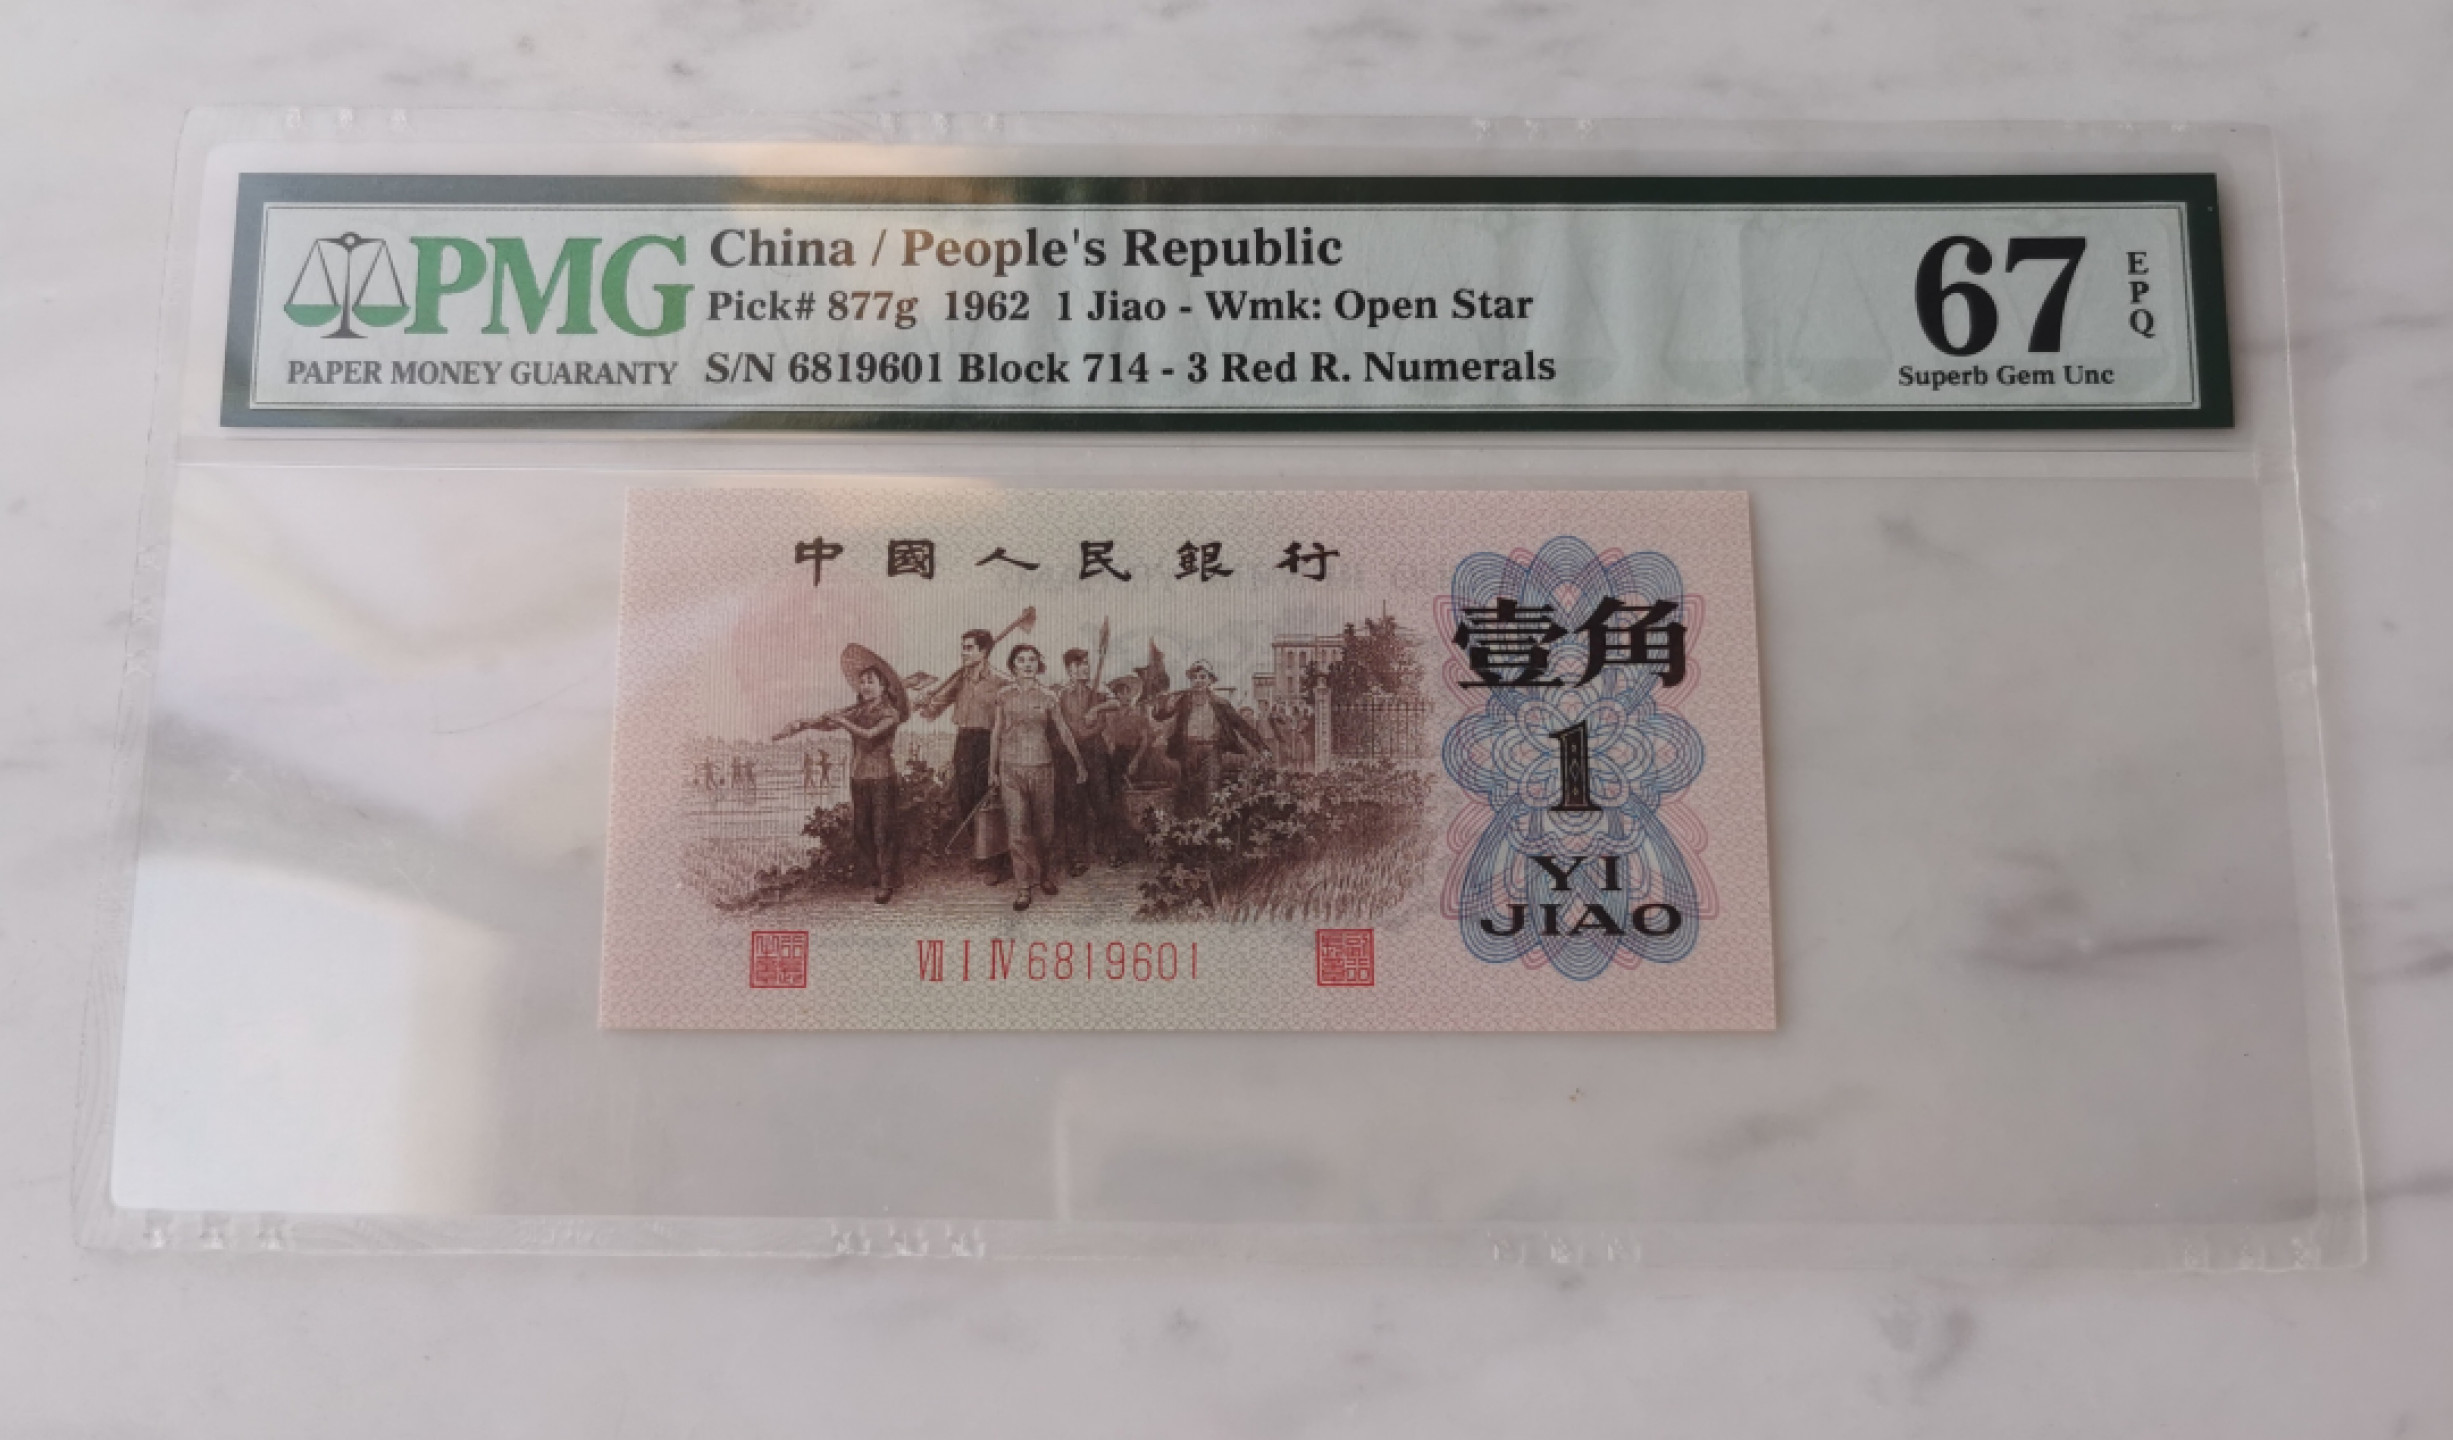 PMG
PAPER MONEY GUARANTY
China / People's Republic
Pick# 877g 1962 1 Jiao - Wmk: Open Star
S/N 6819601 Block 714 - 3 Red R. Numerals
67
EPQ
Superb Gem Unc
中國人民銀行
壹角
1
YI
JIAO
Ⅶ Ⅰ Ⅳ 6819601